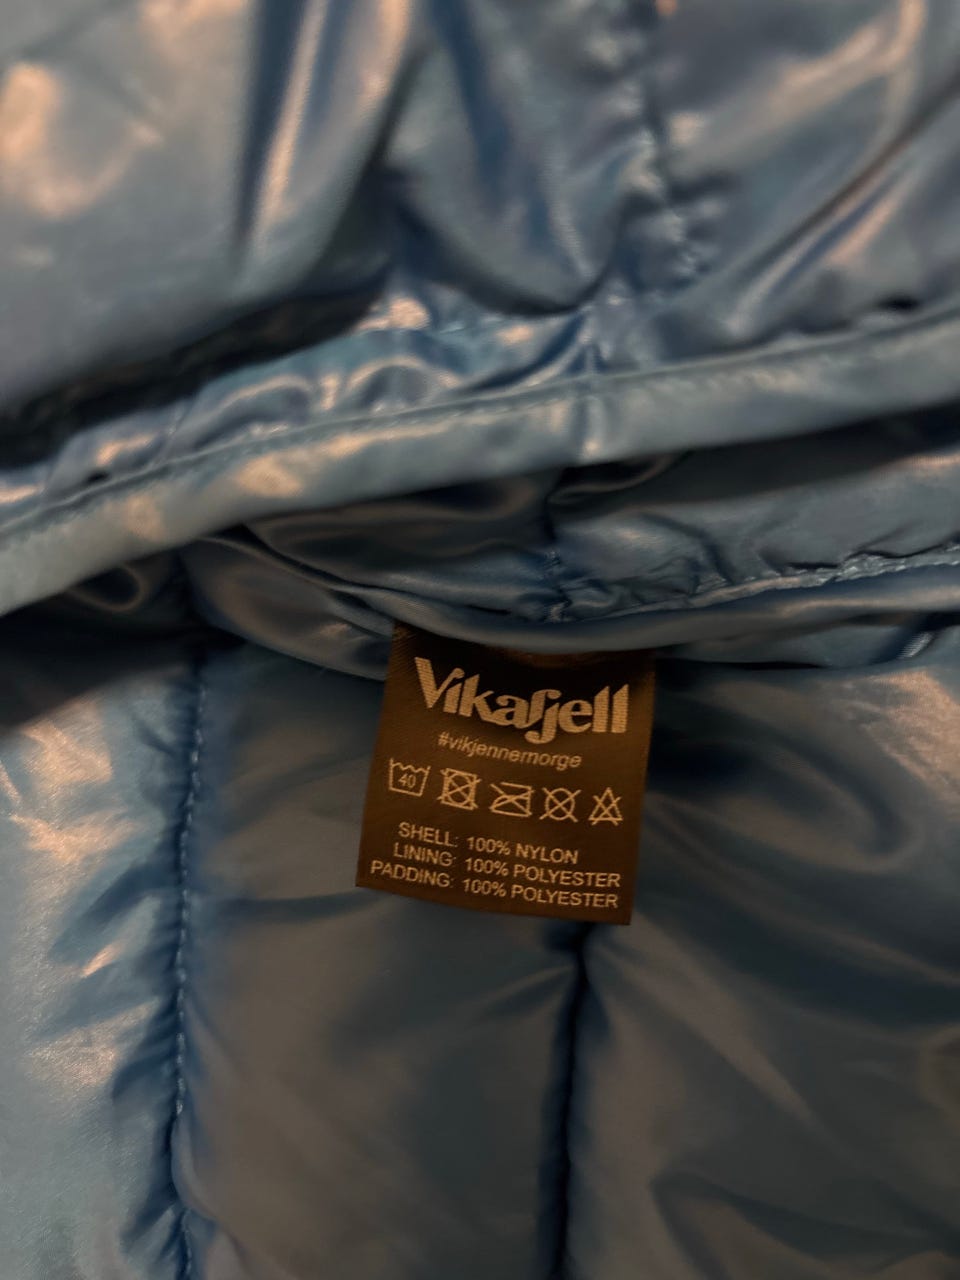 Vikafjell
#vikjennernorge
40
SHELL: 100% NYLON
LINING: 100% POLYESTER
PADDING: 100% POLYESTER